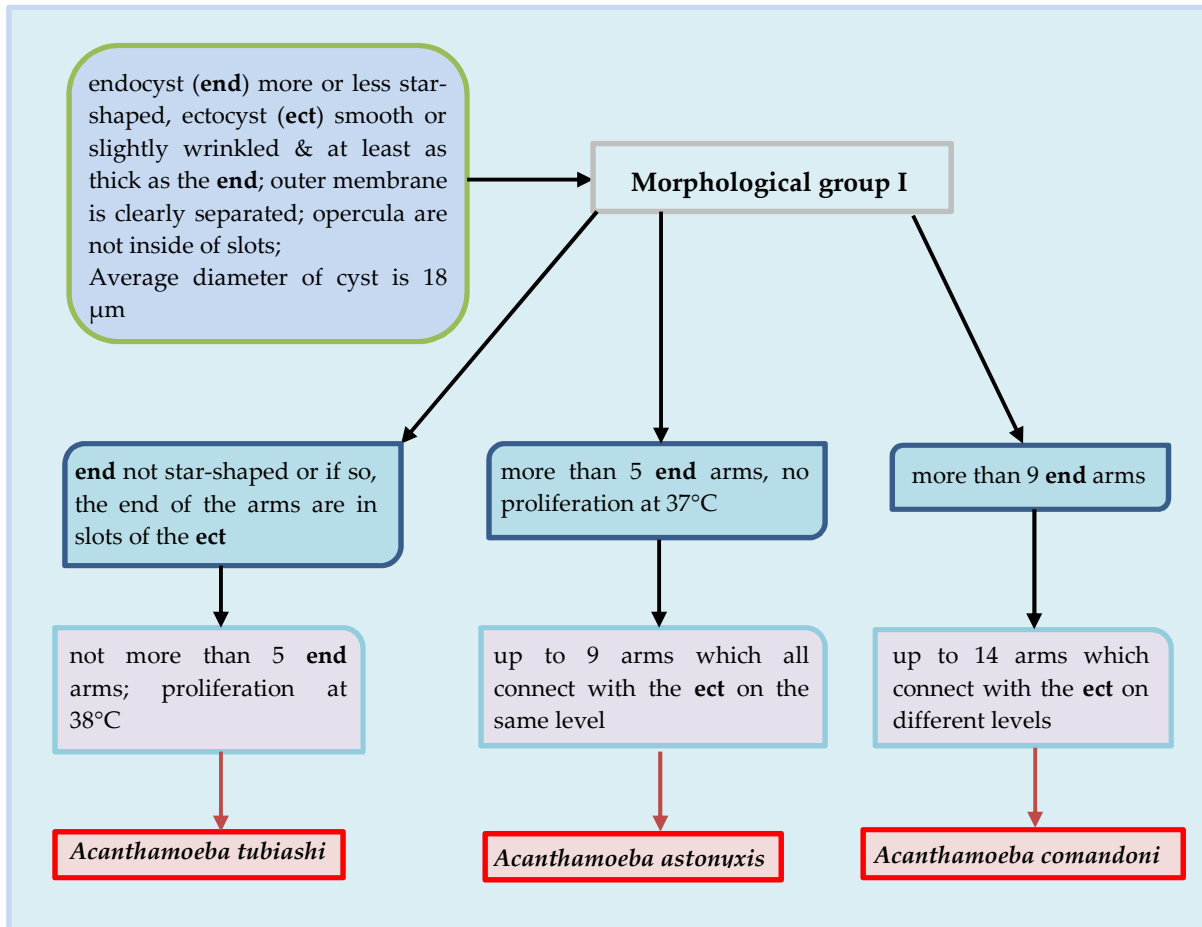 endocyst (end) more or less star-
shaped, ectocyst (ect) smooth or
slightly wrinkled & at least as
thick as the end; outer membrane
is clearly separated; opercula are
not inside of slots;
Average diameter of cyst is 18
µm
Morphological group I
end not star-shaped or if so,
the end of the arms are in
slots of the ect
more than 5 end arms, no
proliferation at 37°C
more than 9 end arms
not more than 5 end
arms; proliferation at
38°C
up to 9 arms which all
connect with the ect on the
same level
up to 14 arms which
connect with the ect on
different levels
Acanthamoeba tubiashi
Acanthamoeba astonyxis
Acanthamoeba comandoni